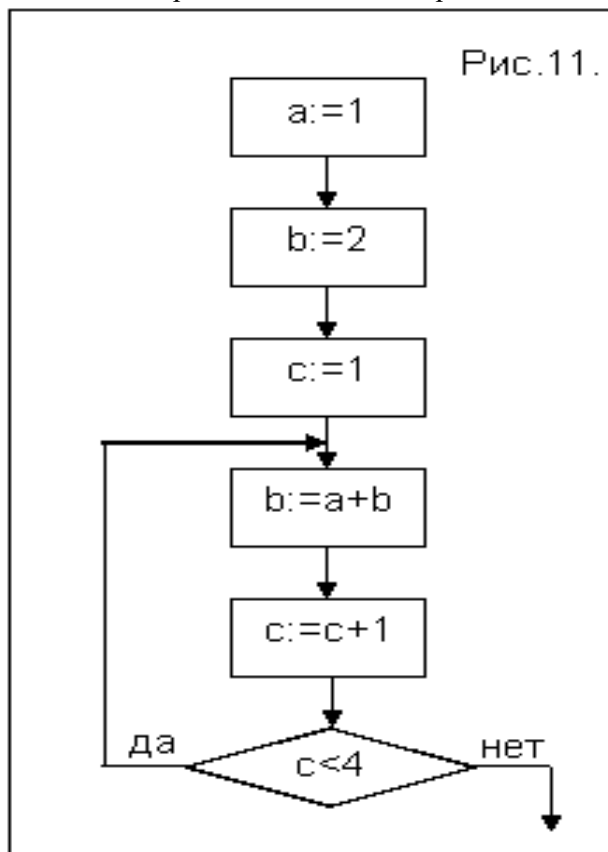 Рис.11.
a:=1
b:=2
c:=1
b:=a+b
c:=c+1
да
c<4
нет